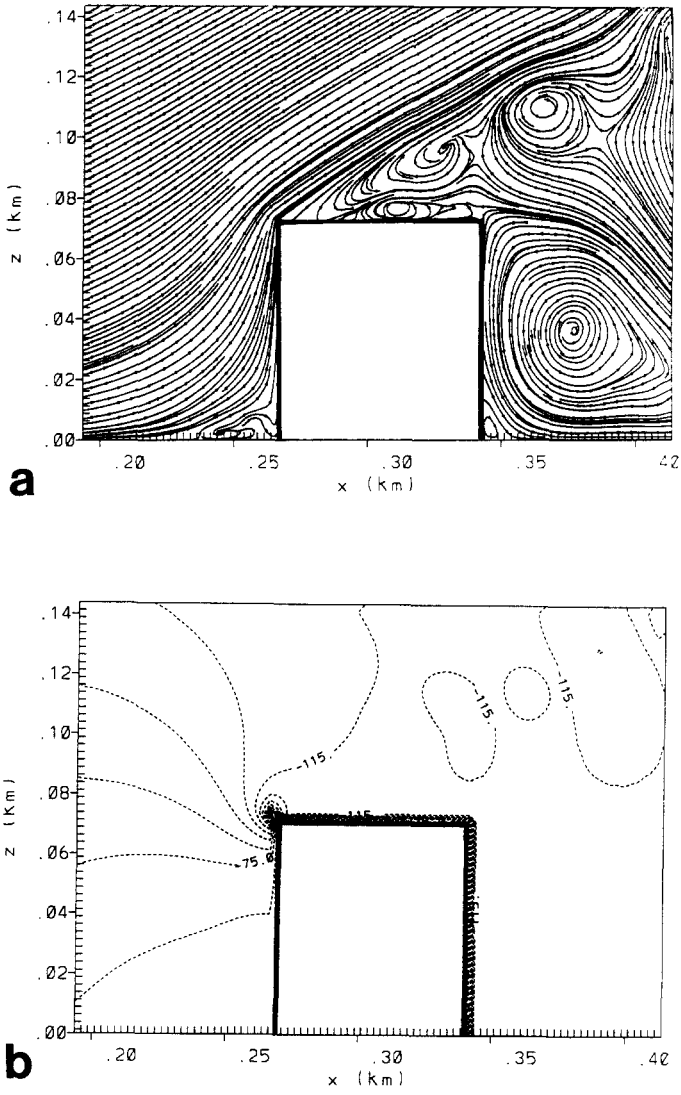 .14
.12
.10
z (km)
.08
.06
.04
.02
.00
.20 .25 .30 .35 .40
x (km)
a
.14
.12
-115.
-115.
.10
-115.
z (km)
.08
-115.
.06
-75.0
.04
.02
.00
.20 .25 .30 .35 .40
x (km)
b